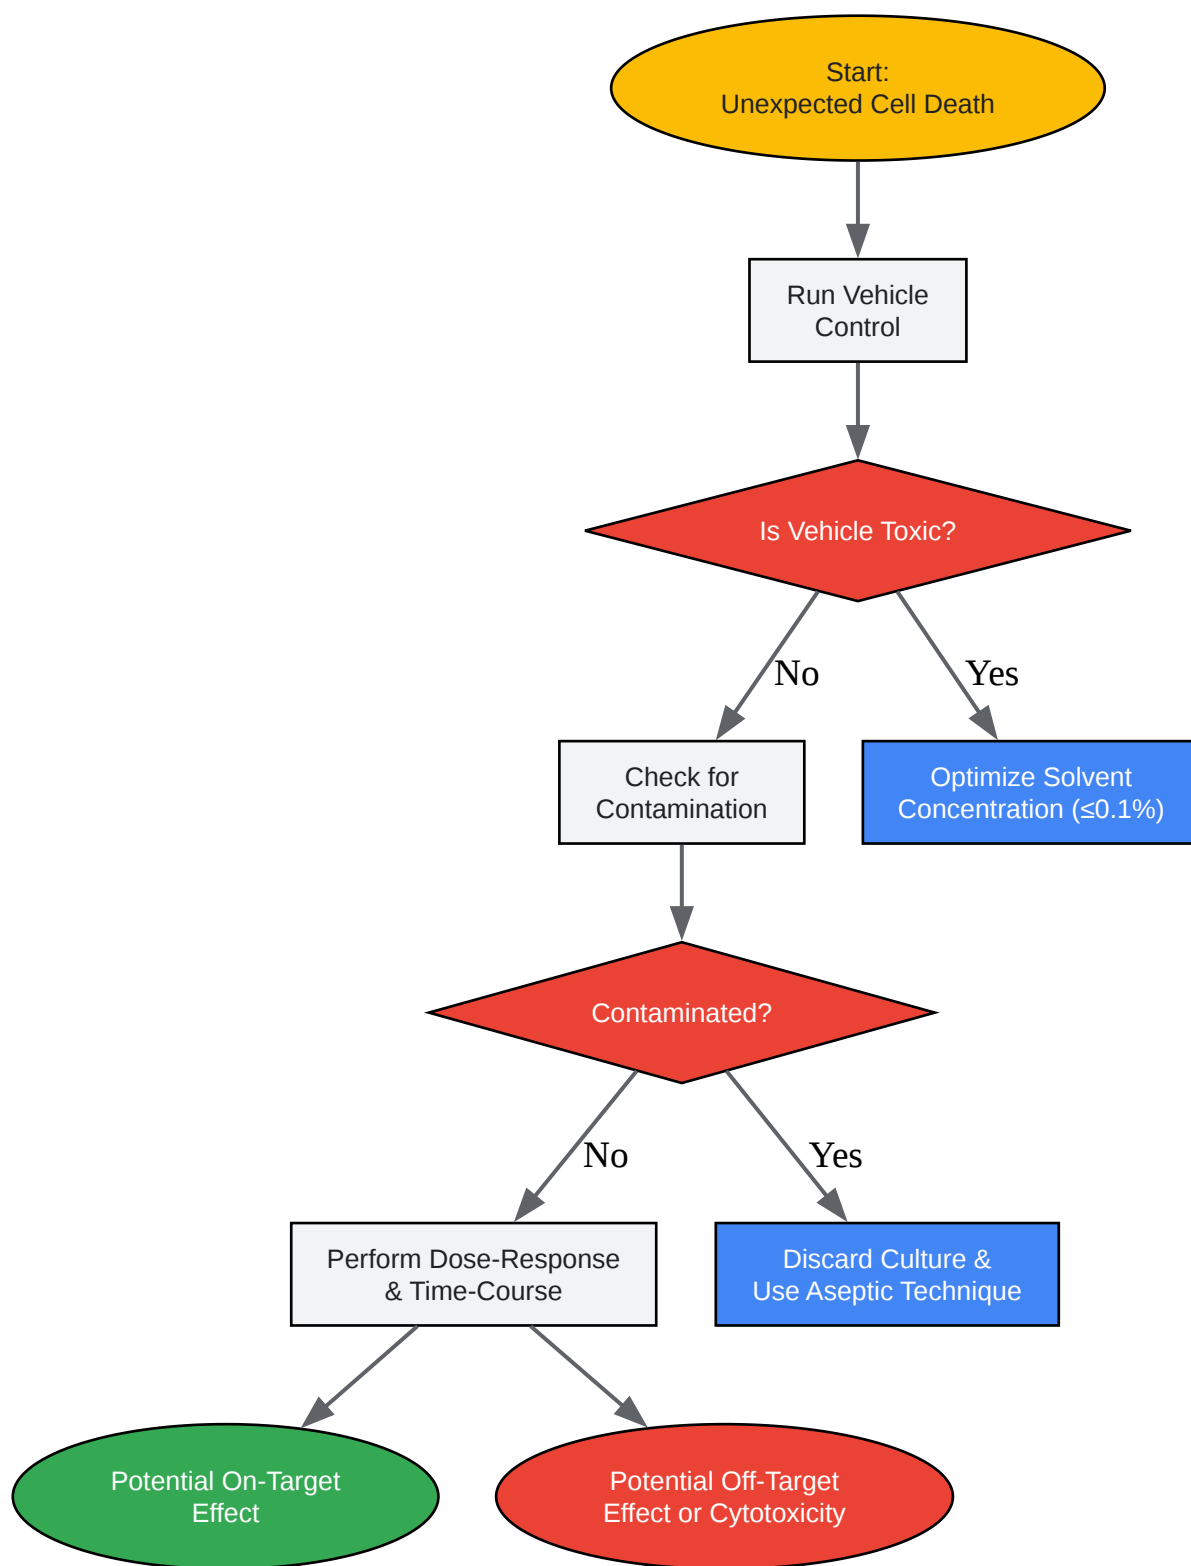 Start:
Unexpected Cell Death
Run Vehicle
Control
Is Vehicle Toxic?
No
Yes
Check for
Contamination
Optimize Solvent
Concentration (≤0.1%)
Contaminated?
No
Yes
Perform Dose-Response
& Time-Course
Discard Culture &
Use Aseptic Technique
Potential On-Target
Effect
Potential Off-Target
Effect or Cytotoxicity